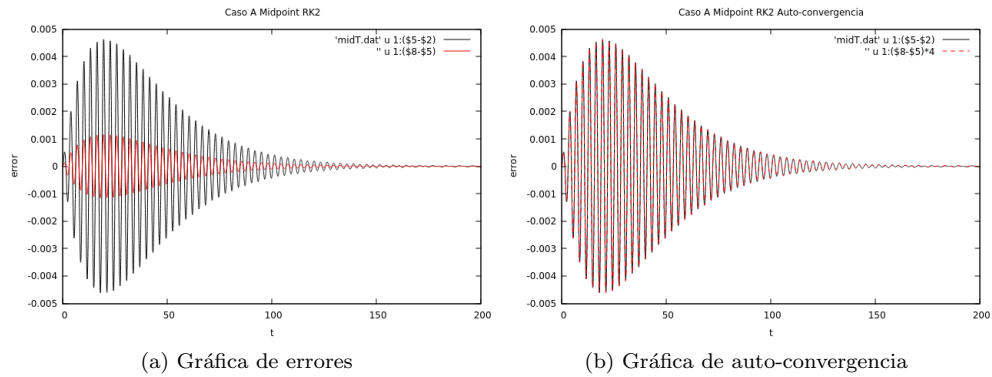 Caso A Midpoint RK2
'midT.dat' u 1:($5-$2)
'' u 1:($8-$5)
0.005
0.004
0.003
0.002
0.001
0
-0.001
-0.002
-0.003
-0.004
-0.005
error
0 50 100 150 200
t
(a) Gráfica de errores
Caso A Midpoint RK2 Auto-convergencia
'midT.dat' u 1:($5-$2)
'' u 1:($8-$5)*4
0.005
0.004
0.003
0.002
0.001
0
-0.001
-0.002
-0.003
-0.004
-0.005
error
0 50 100 150 200
t
(b) Gráfica de auto-convergencia